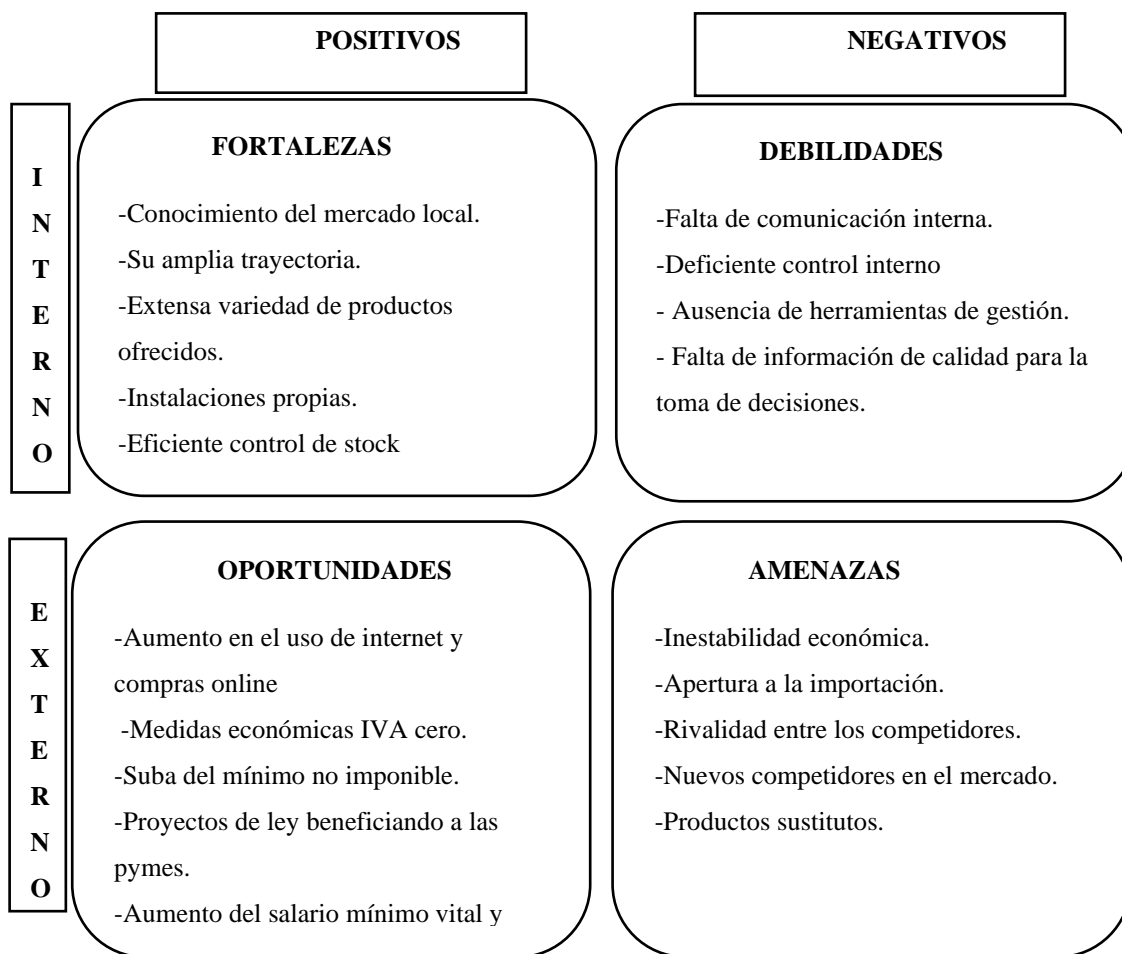 POSITIVOS
NEGATIVOS
INTERNO
FORTALEZAS
-Conocimiento del mercado local.
-Su amplia trayectoria.
-Extensa variedad de productos
ofrecidos.
-Instalaciones propias.
-Eficiente control de stock
DEBILIDADES
-Falta de comunicación interna.
-Deficiente control interno
- Ausencia de herramientas de gestión.
- Falta de información de calidad para la
toma de decisiones.
EXTERNO
OPORTUNIDADES
-Aumento en el uso de internet y
compras online
-Medidas económicas IVA cero.
-Suba del mínimo no imponible.
-Proyectos de ley beneficiando a las
pymes.
-Aumento del salario mínimo vital y
AMENAZAS
-Inestabilidad económica.
-Apertura a la importación.
-Rivalidad entre los competidores.
-Nuevos competidores en el mercado.
-Productos sustitutos.